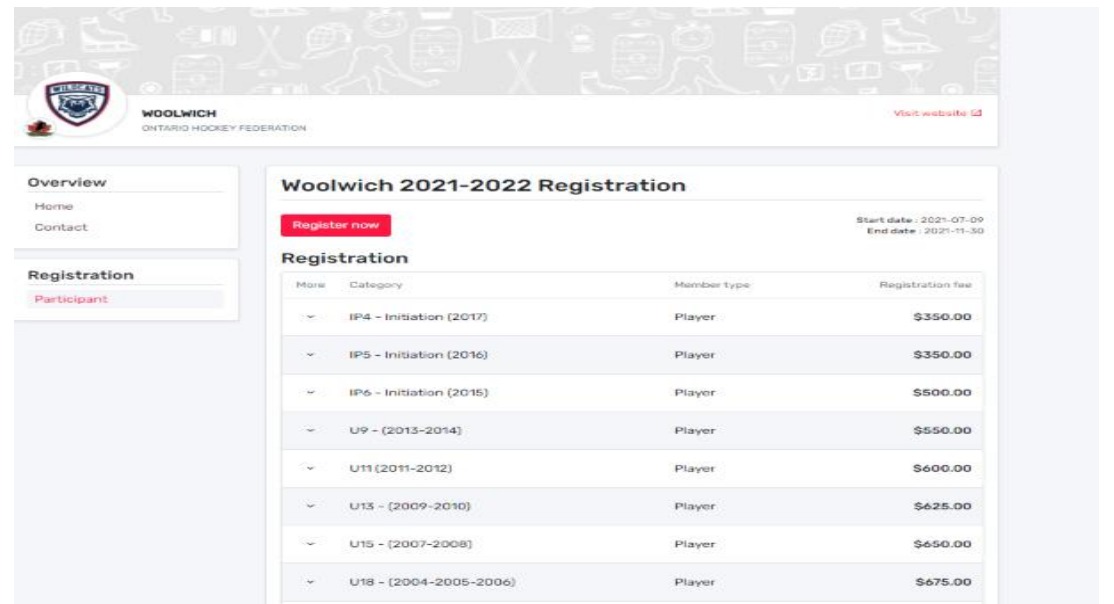 WILDCATS
WOOLWICH
ONTARIO HOCKEY FEDERATION
Visit website
Overview
Home
Contact
Registration
Participant
Woolwich 2021-2022 Registration
Register now
Start date : 2021-07-09
End date : 2021-11-30
Registration
More Category Member type Registration fee
IP4 - Initiation (2017) Player $350.00
IP5 - Initiation (2016) Player $350.00
IP6 - Initiation (2015) Player $500.00
U9 - (2013-2014) Player $550.00
U11 (2011-2012) Player $600.00
U13 - (2009-2010) Player $625.00
U15 - (2007-2008) Player $650.00
U18 - (2004-2005-2006) Player $675.00